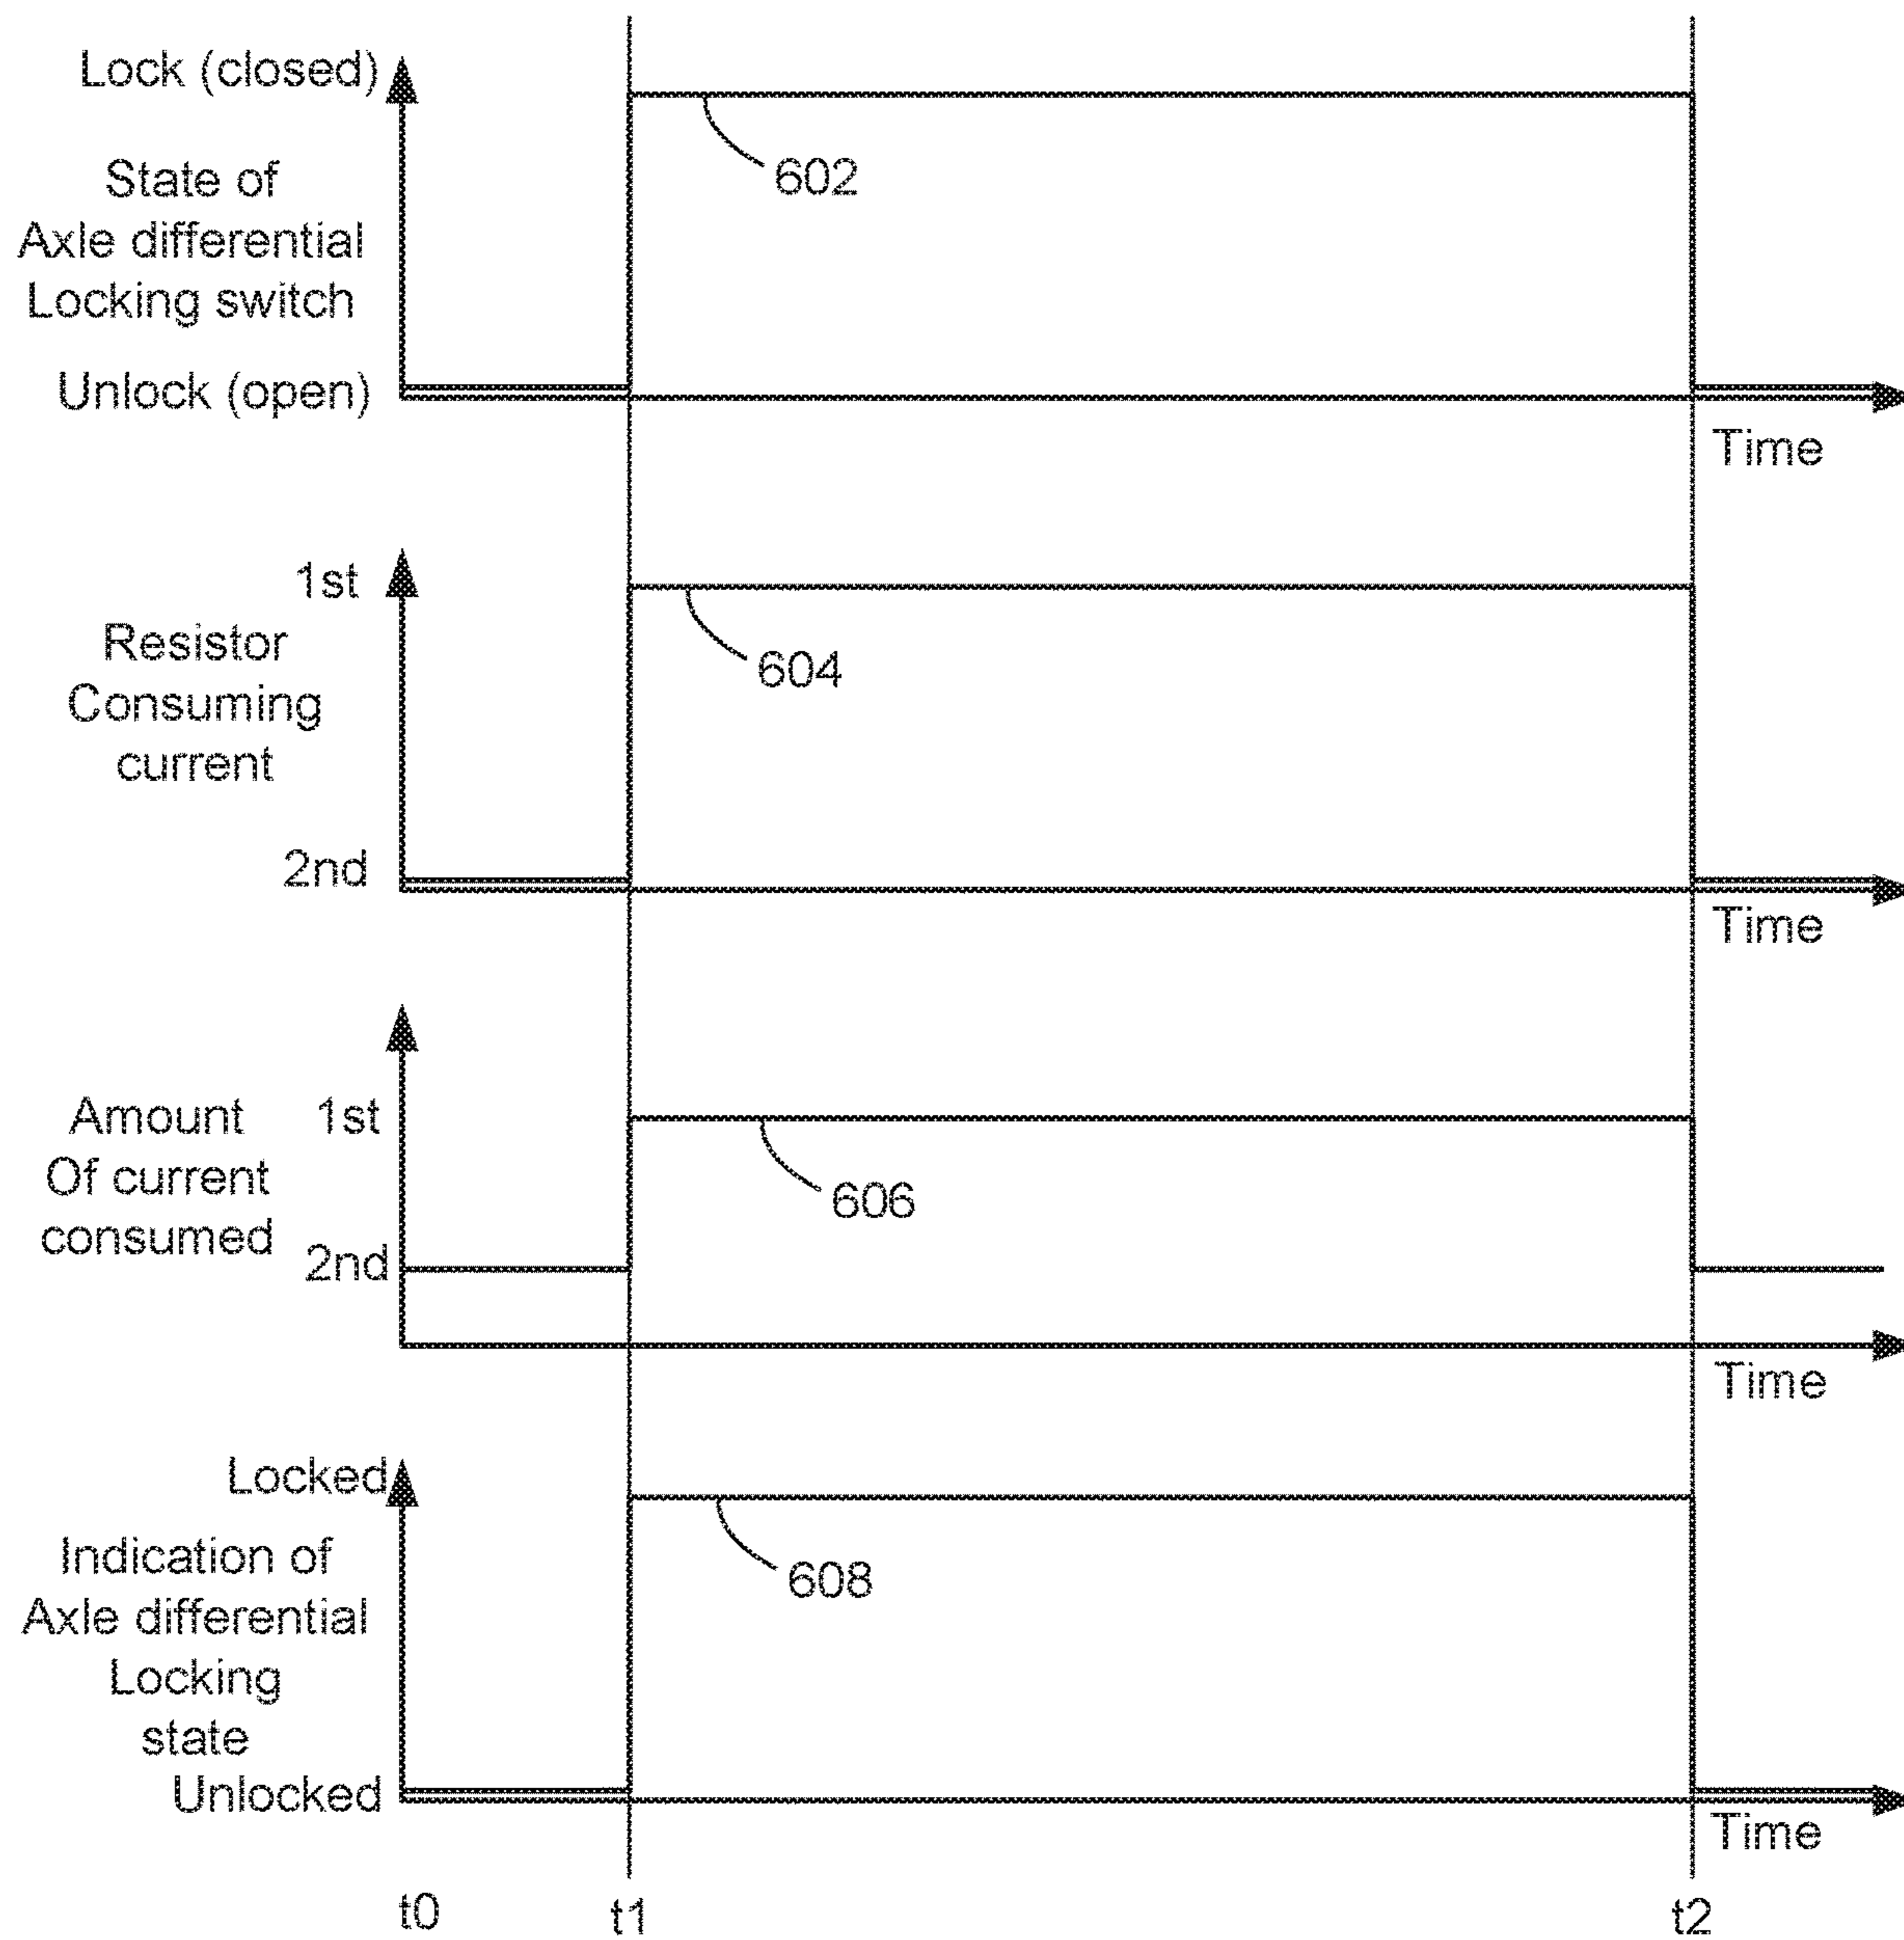 Lock (closed)
State of
Axle differential
Locking switch
Unlock (open)
602
Time
1st
Resistor
Consuming
current
2nd
604
Time
Amount
Of current
consumed
1st
2nd
606
Time
Locked
Indication of
Axle differential
Locking
state
Unlocked
608
Time
t0
t1
t2